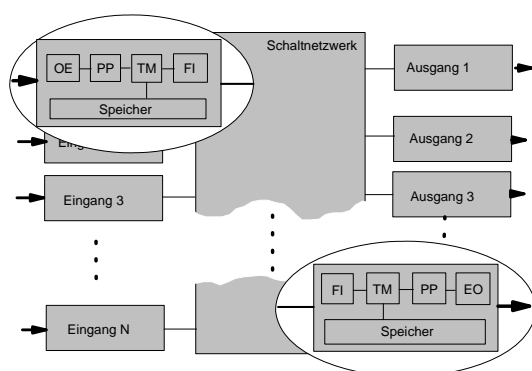 Schaltnetzwerk
OE PP TM FI
Speicher
Ausgang 1
Ausgang 2
Eingang 3
Ausgang 3
FI TM PP EO
Speicher
Eingang N